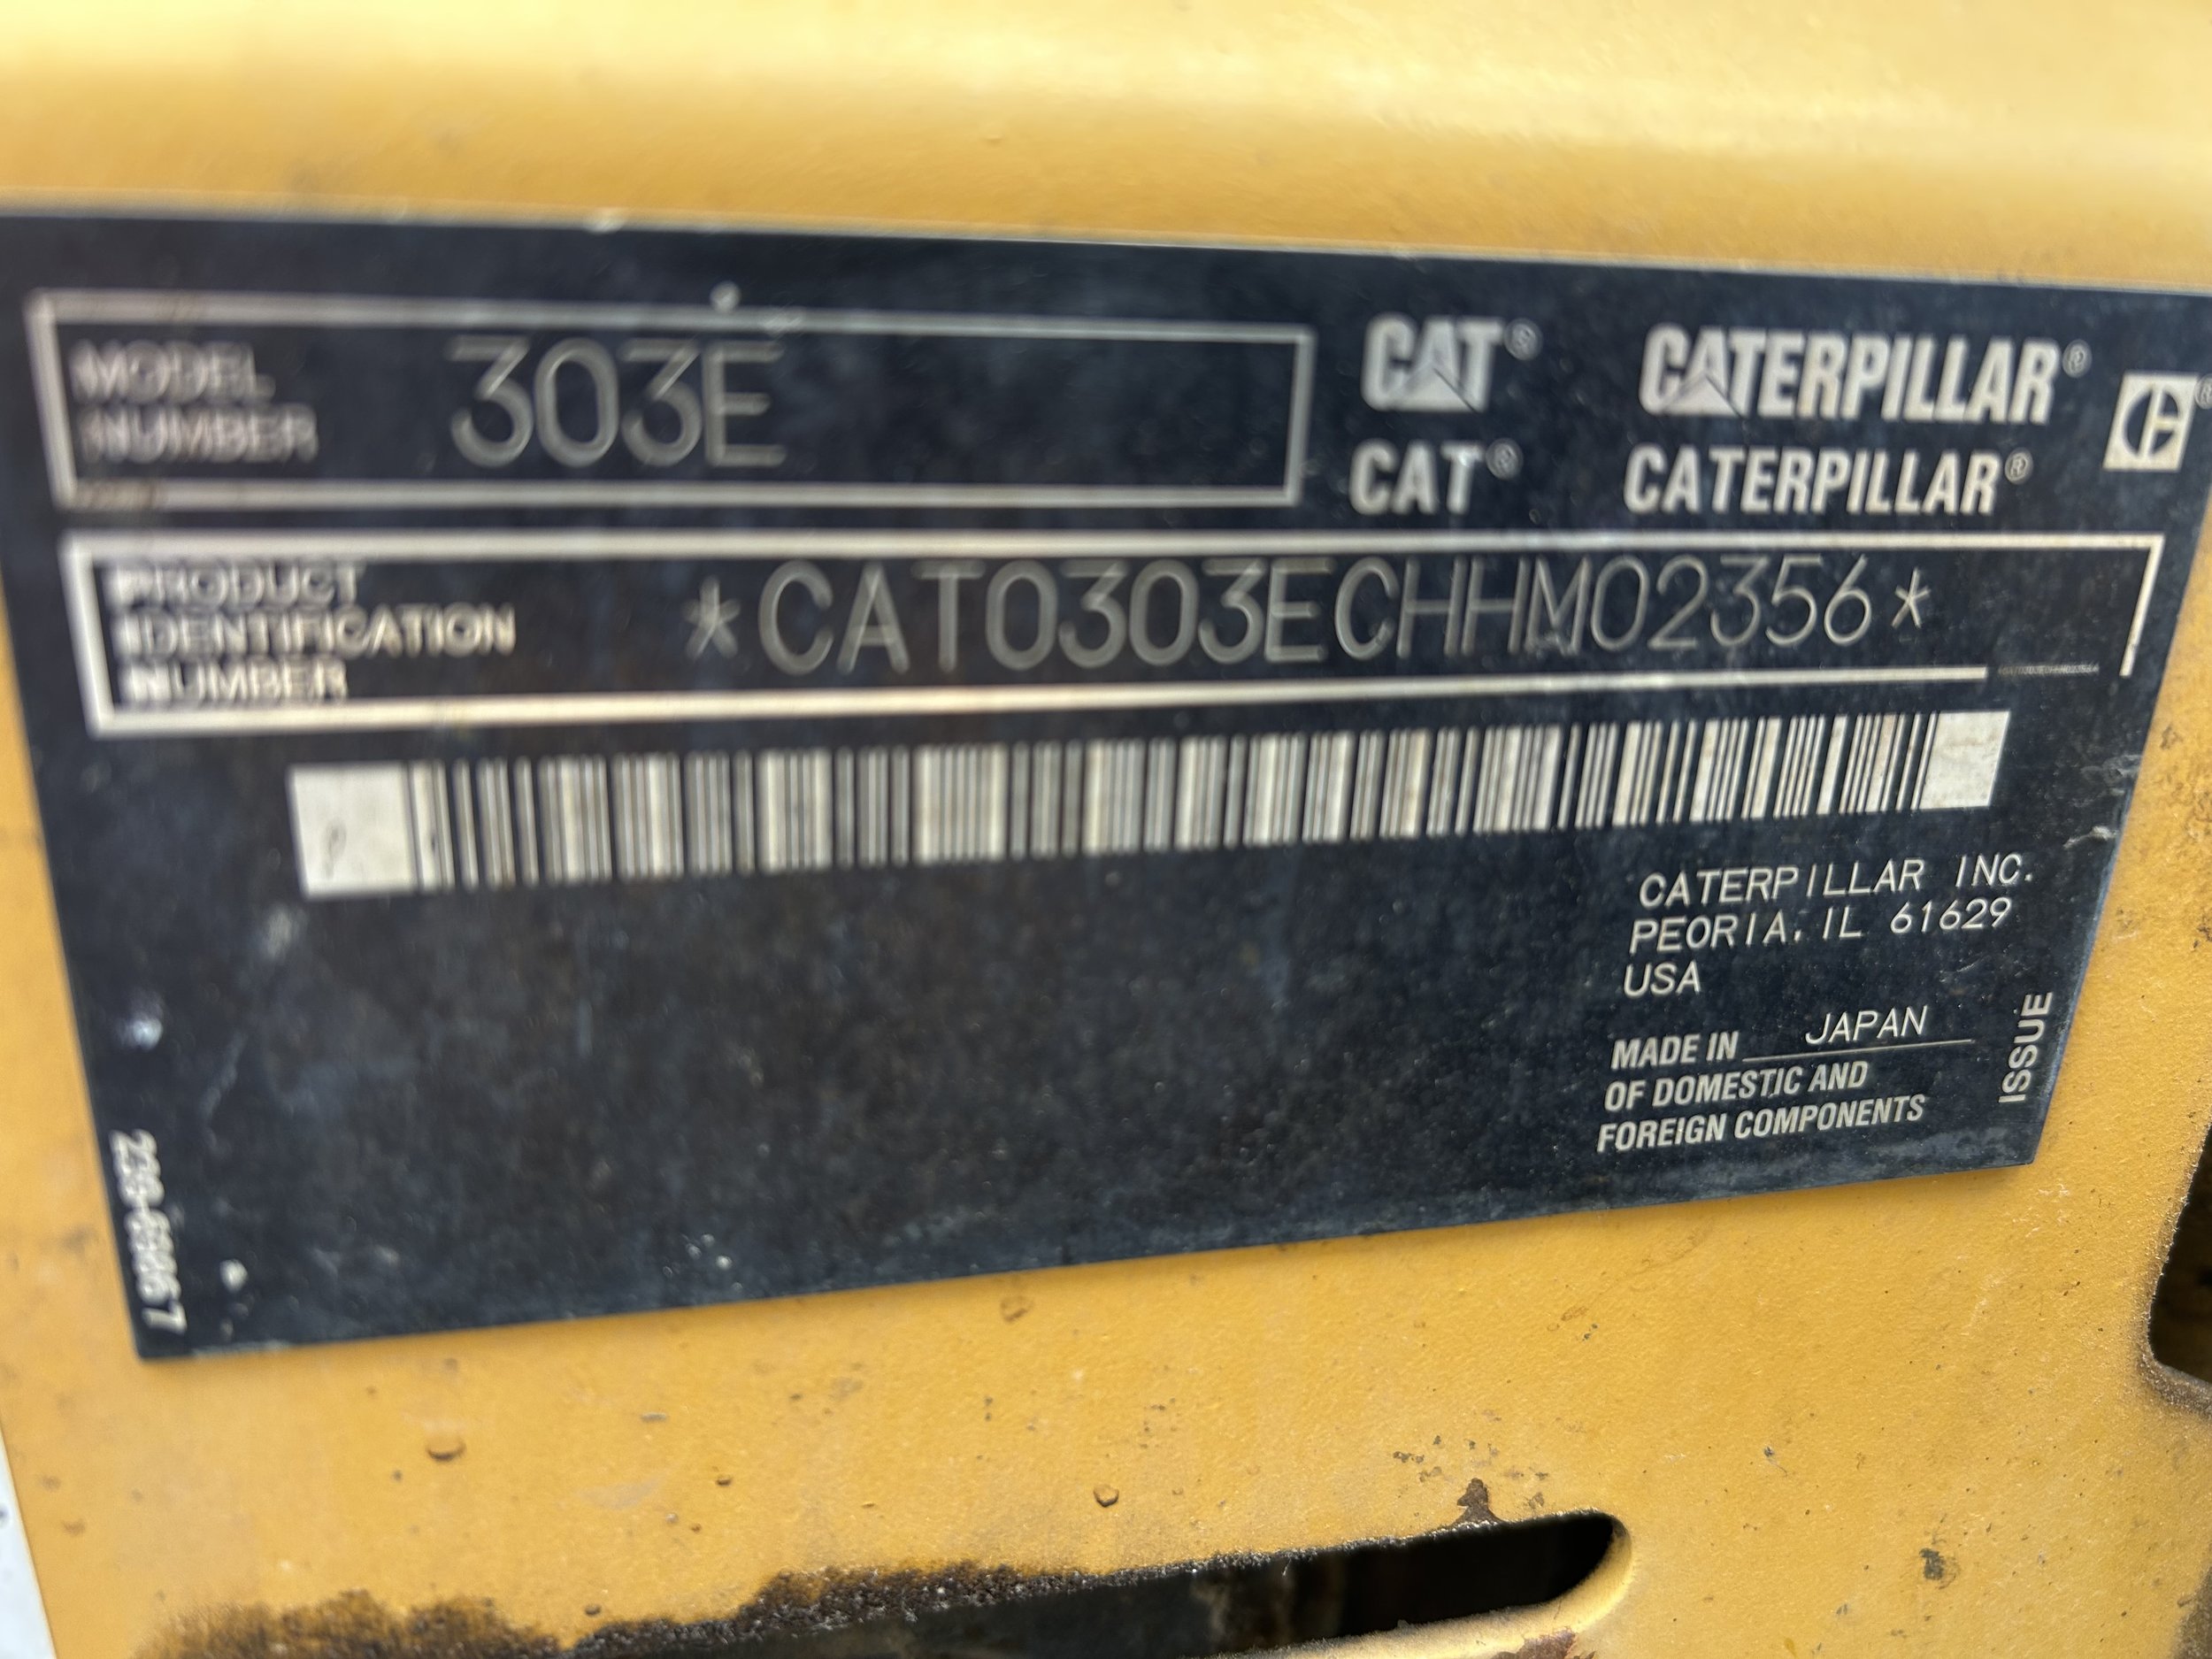 MODEL NUMBER 303E
CAT® CATERPILLAR®
CAT® CATERPILLAR®
PRODUCT IDENTIFICATION NUMBER *CAT0303ECHHM02356*
CATERPILLAR INC.
PEORIA, IL 61629
USA
MADE IN JAPAN
OF DOMESTIC AND
FOREIGN COMPONENTS
ISSUE